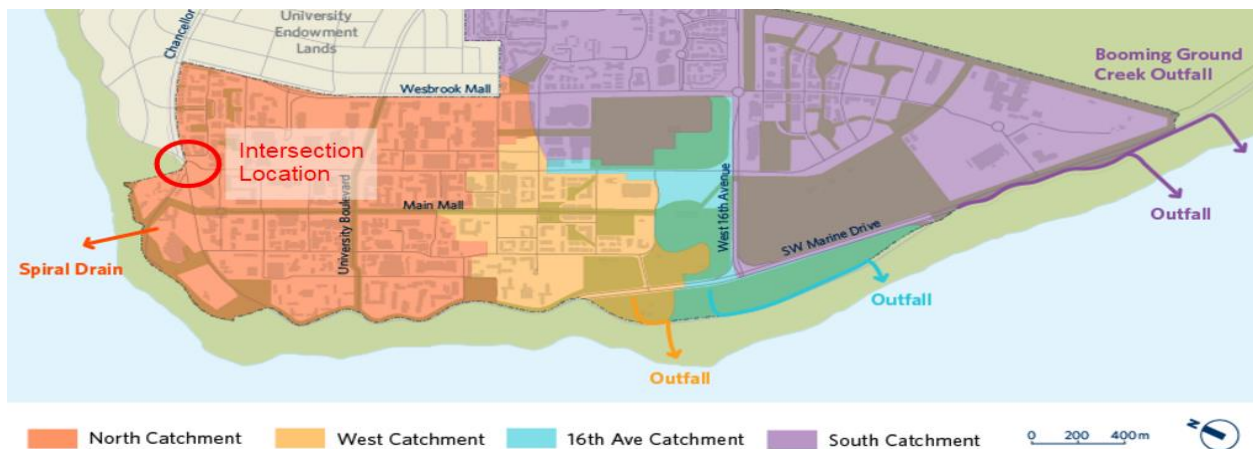 University
Endowment
Lands
Chancellor
Booming Ground
Creek Outfall
Wesbrook Mall
Intersection
Location
University Boulevard
Main Mall
West 16th Avenue
SW Marine Drive
Outfall
Spiral Drain
Outfall
Outfall
North Catchment
West Catchment
16th Ave Catchment
South Catchment
0 200 400m
N